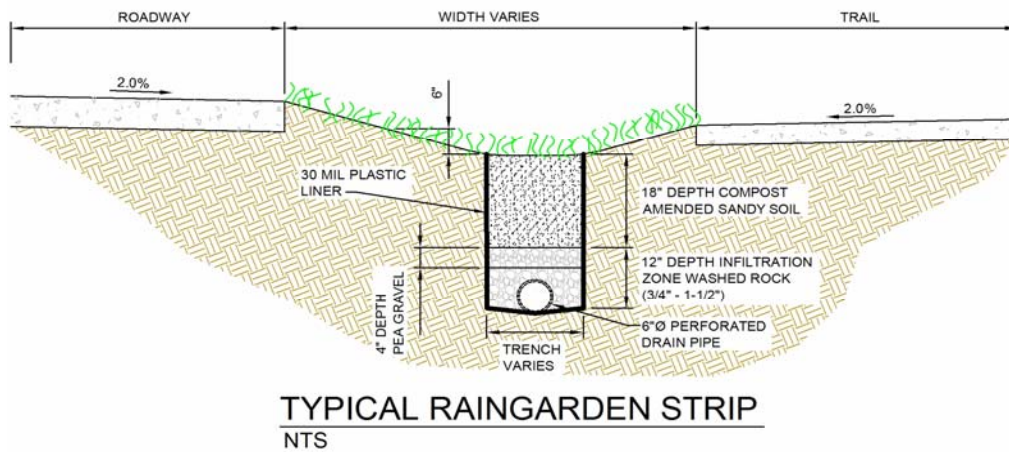 ROADWAY
WIDTH VARIES
TRAIL
2.0%
6"
2.0%
30 MIL PLASTIC
LINER
18" DEPTH COMPOST
AMENDED SANDY SOIL
12" DEPTH INFILTRATION
ZONE WASHED ROCK
(3/4" - 1-1/2")
4" DEPTH
PEA GRAVEL
6"Ø PERFORATED
DRAIN PIPE
TRENCH
VARIES
TYPICAL RAINGARDEN STRIP
NTS